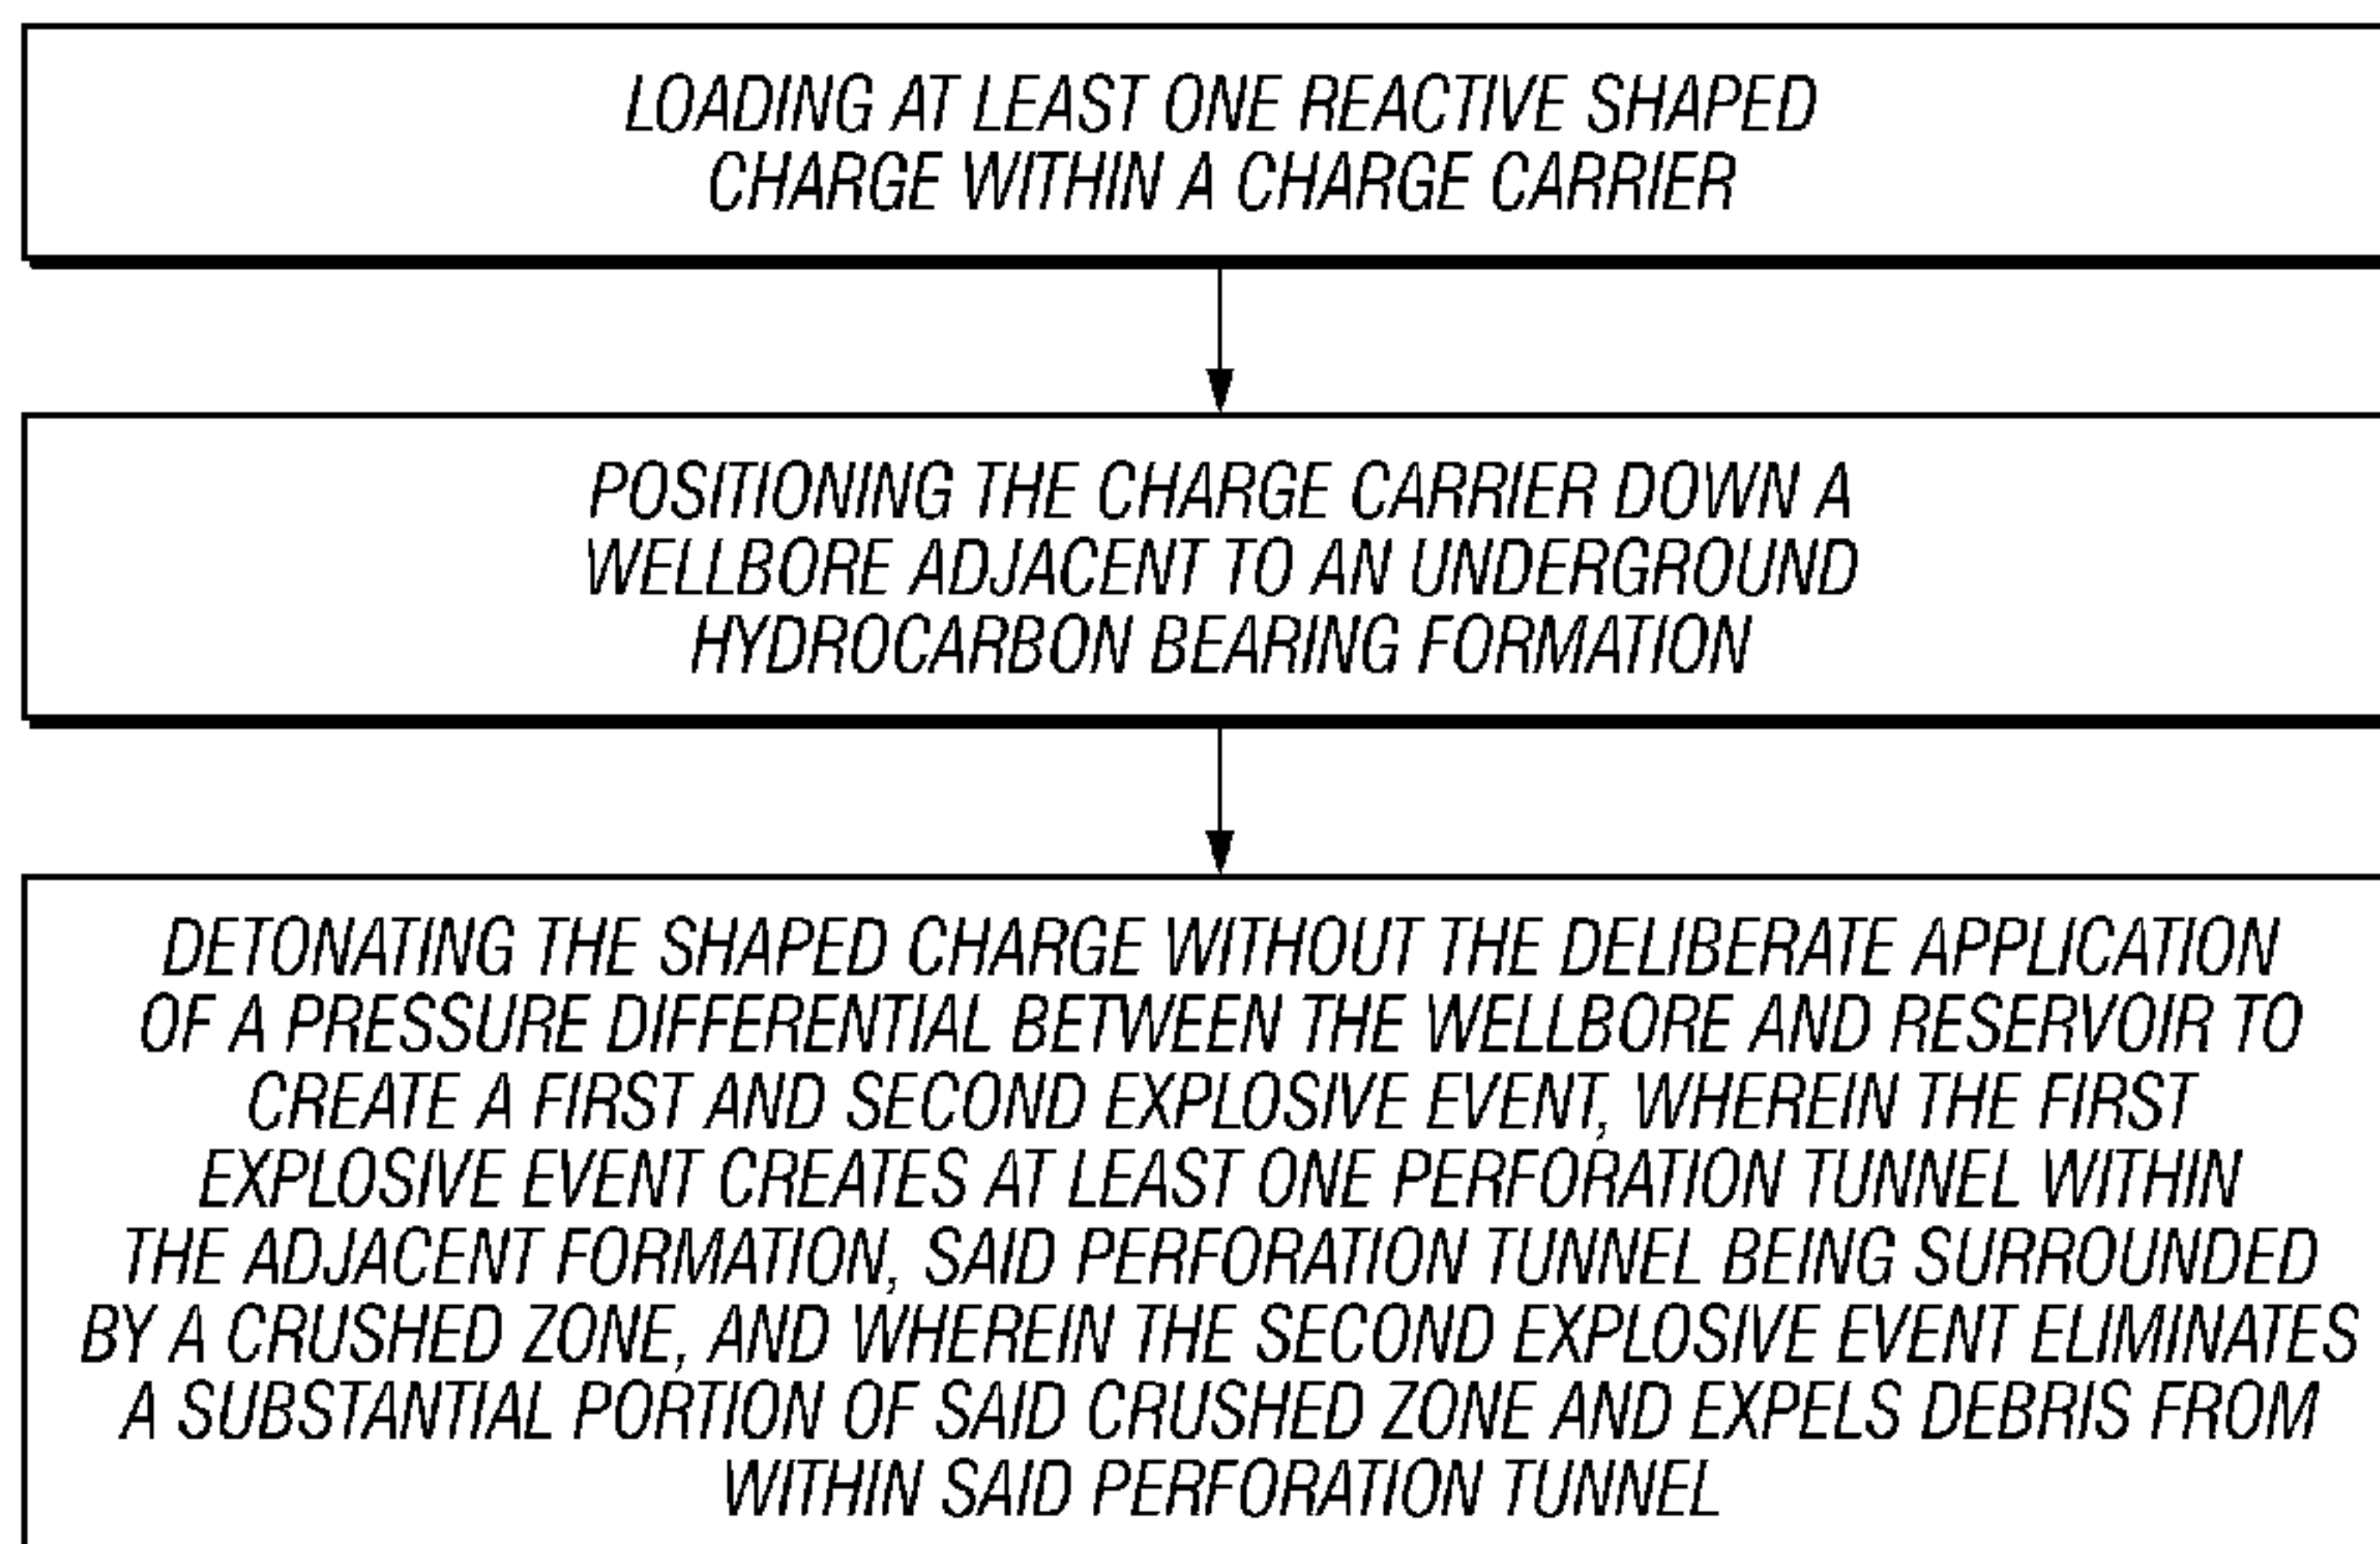 LOADING AT LEAST ONE REACTIVE SHAPED
CHARGE WITHIN A CHARGE CARRIER
POSITIONING THE CHARGE CARRIER DOWN A
WELLBORE ADJACENT TO AN UNDERGROUND
HYDROCARBON BEARING FORMATION
DETONATING THE SHAPED CHARGE WITHOUT THE DELIBERATE APPLICATION
OF A PRESSURE DIFFERENTIAL BETWEEN THE WELLBORE AND RESERVOIR TO
CREATE A FIRST AND SECOND EXPLOSIVE EVENT, WHEREIN THE FIRST
EXPLOSIVE EVENT CREATES AT LEAST ONE PERFORATION TUNNEL WITHIN
THE ADJACENT FORMATION, SAID PERFORATION TUNNEL BEING SURROUNDED
BY A CRUSHED ZONE, AND WHEREIN THE SECOND EXPLOSIVE EVENT ELIMINATES
A SUBSTANTIAL PORTION OF SAID CRUSHED ZONE AND EXPELS DEBRIS FROM
WITHIN SAID PERFORATION TUNNEL